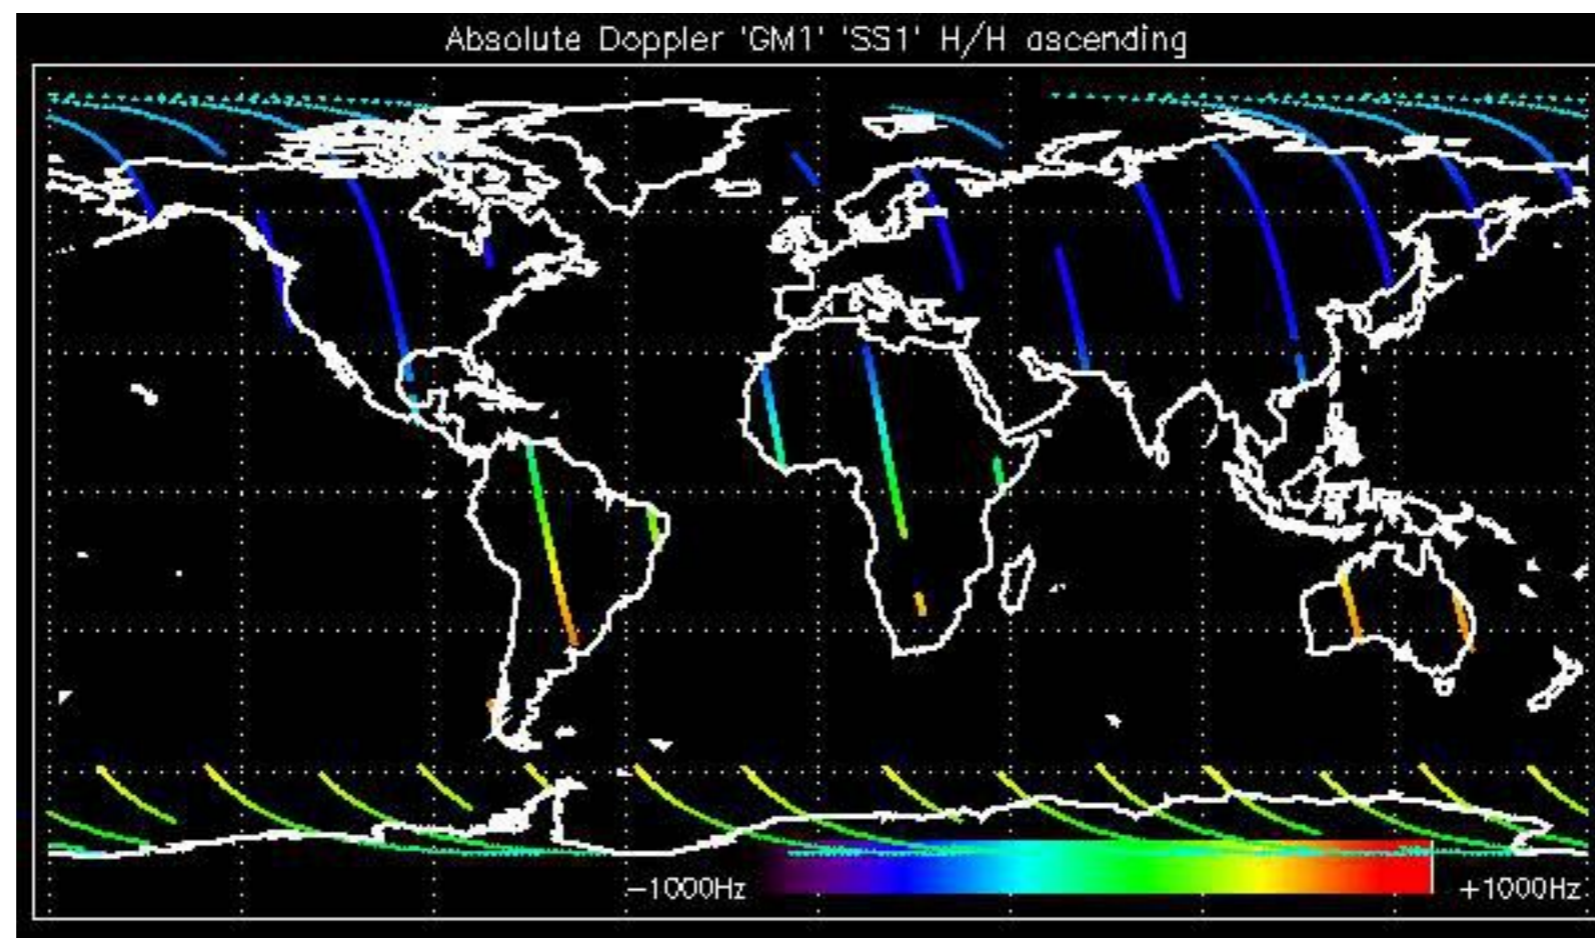 Absolute Doppler 'GM1' 'SS1' H/H ascending
-1000Hz
+1000Hz